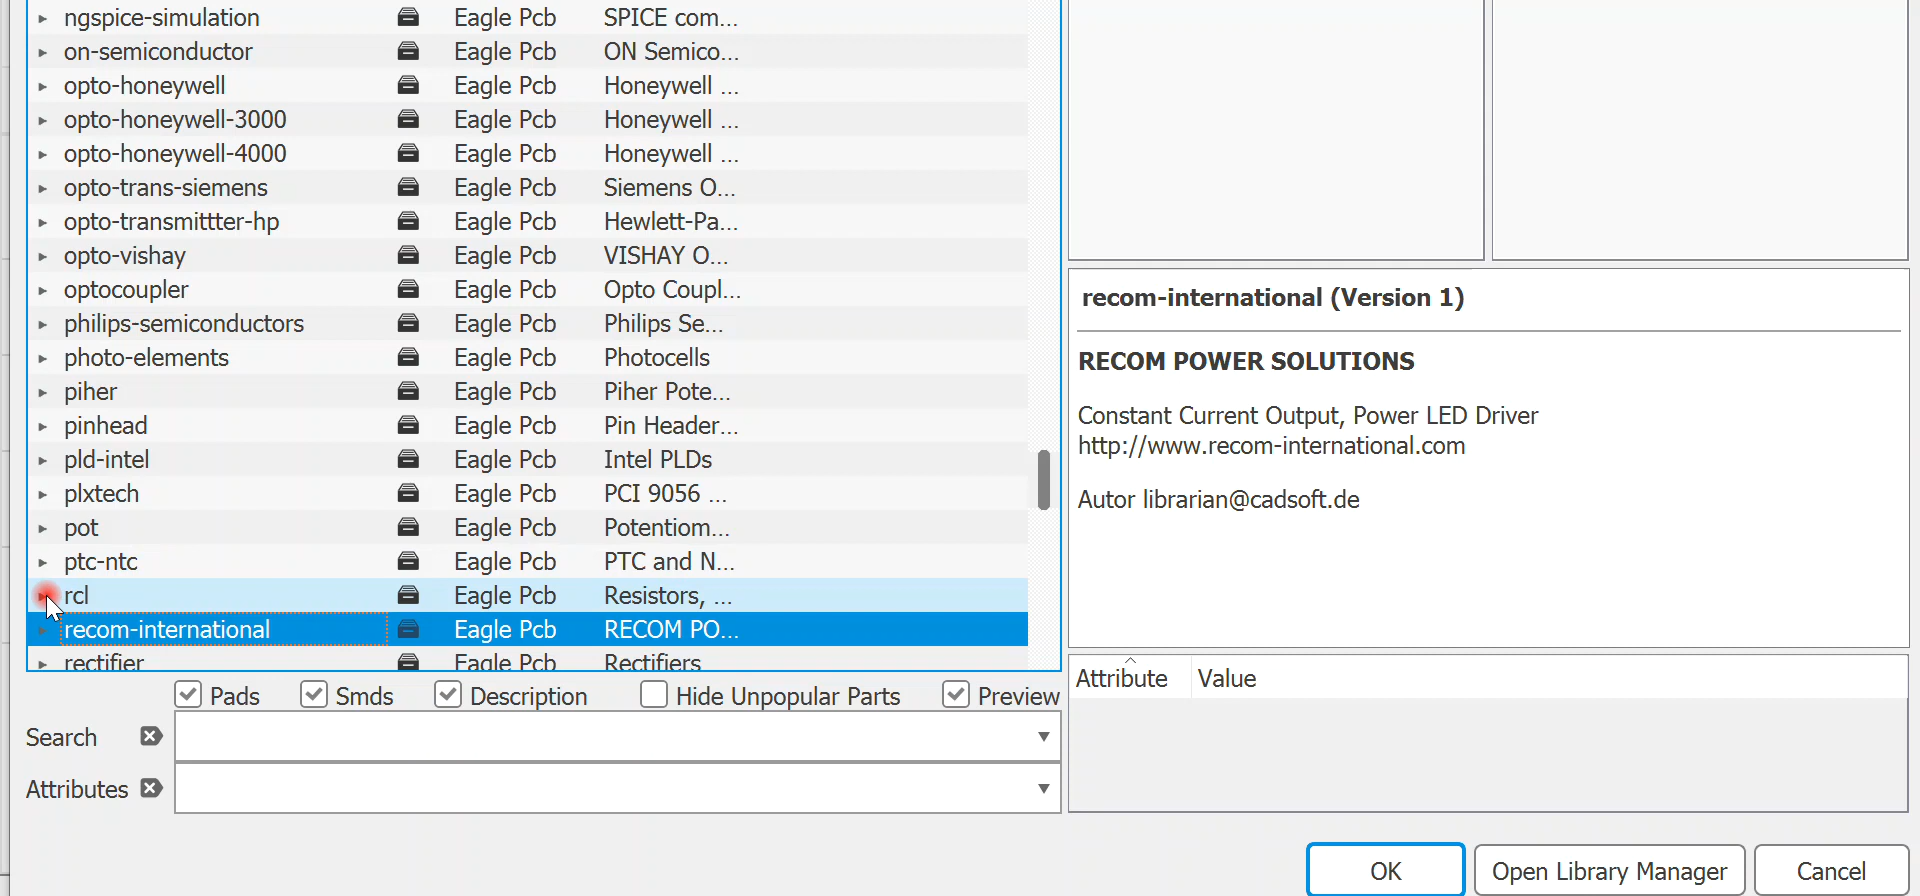 ngspice-simulation Eagle Pcb SPICE com...
on-semiconductor Eagle Pcb ON Semico...
opto-honeywell Eagle Pcb Honeywell ...
opto-honeywell-3000 Eagle Pcb Honeywell ...
opto-honeywell-4000 Eagle Pcb Honeywell ...
opto-trans-siemens Eagle Pcb Siemens O...
opto-transmittter-hp Eagle Pcb Hewlett-Pa...
opto-vishay Eagle Pcb VISHAY O...
optocoupler Eagle Pcb Opto Coupl...
philips-semiconductors Eagle Pcb Philips Se...
photo-elements Eagle Pcb Photocells
piher Eagle Pcb Piher Pote...
pinhead Eagle Pcb Pin Header...
pld-intel Eagle Pcb Intel PLDs
plxtech Eagle Pcb PCI 9056 ...
pot Eagle Pcb Potentiom...
ptc-ntc Eagle Pcb PTC and N...
rcl Eagle Pcb Resistors, ...
recom-international Eagle Pcb RECOM PO...
rectifier Eagle Pcb Rectifiers
Pads Smds Description Hide Unpopular Parts Preview
Search
Attributes
recom-international (Version 1)
RECOM POWER SOLUTIONS
Constant Current Output, Power LED Driver
http://www.recom-international.com
Autor librarian@cadsoft.de
Attribute Value
OK Open Library Manager Cancel